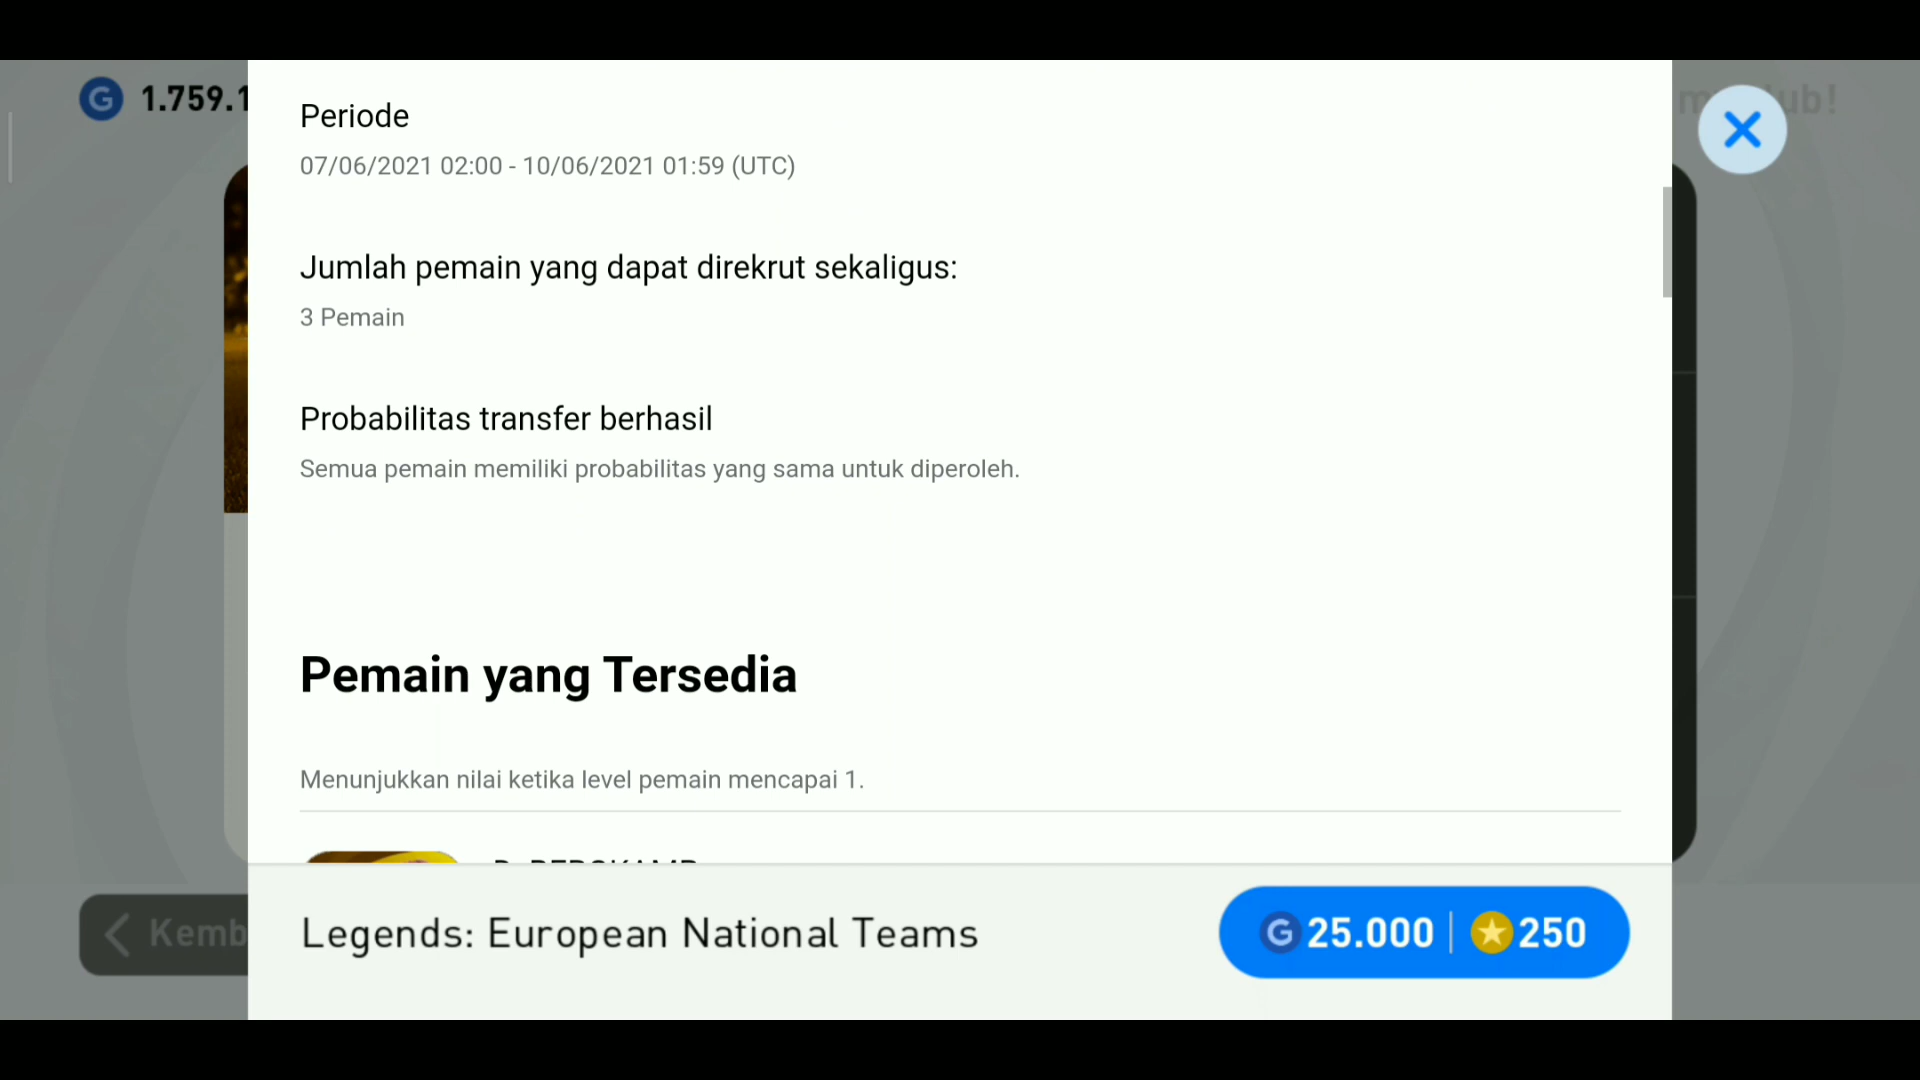 1.759.1
Periode
07/06/2021 02:00 - 10/06/2021 01:59 (UTC)
Jumlah pemain yang dapat direkrut sekaligus:
3 Pemain
Probabilitas transfer berhasil
Semua pemain memiliki probabilitas yang sama untuk diperoleh.
Pemain yang Tersedia
Menunjukkan nilai ketika level pemain mencapai 1.
Kemb
Legends: European National Teams
G 25.000 | 250